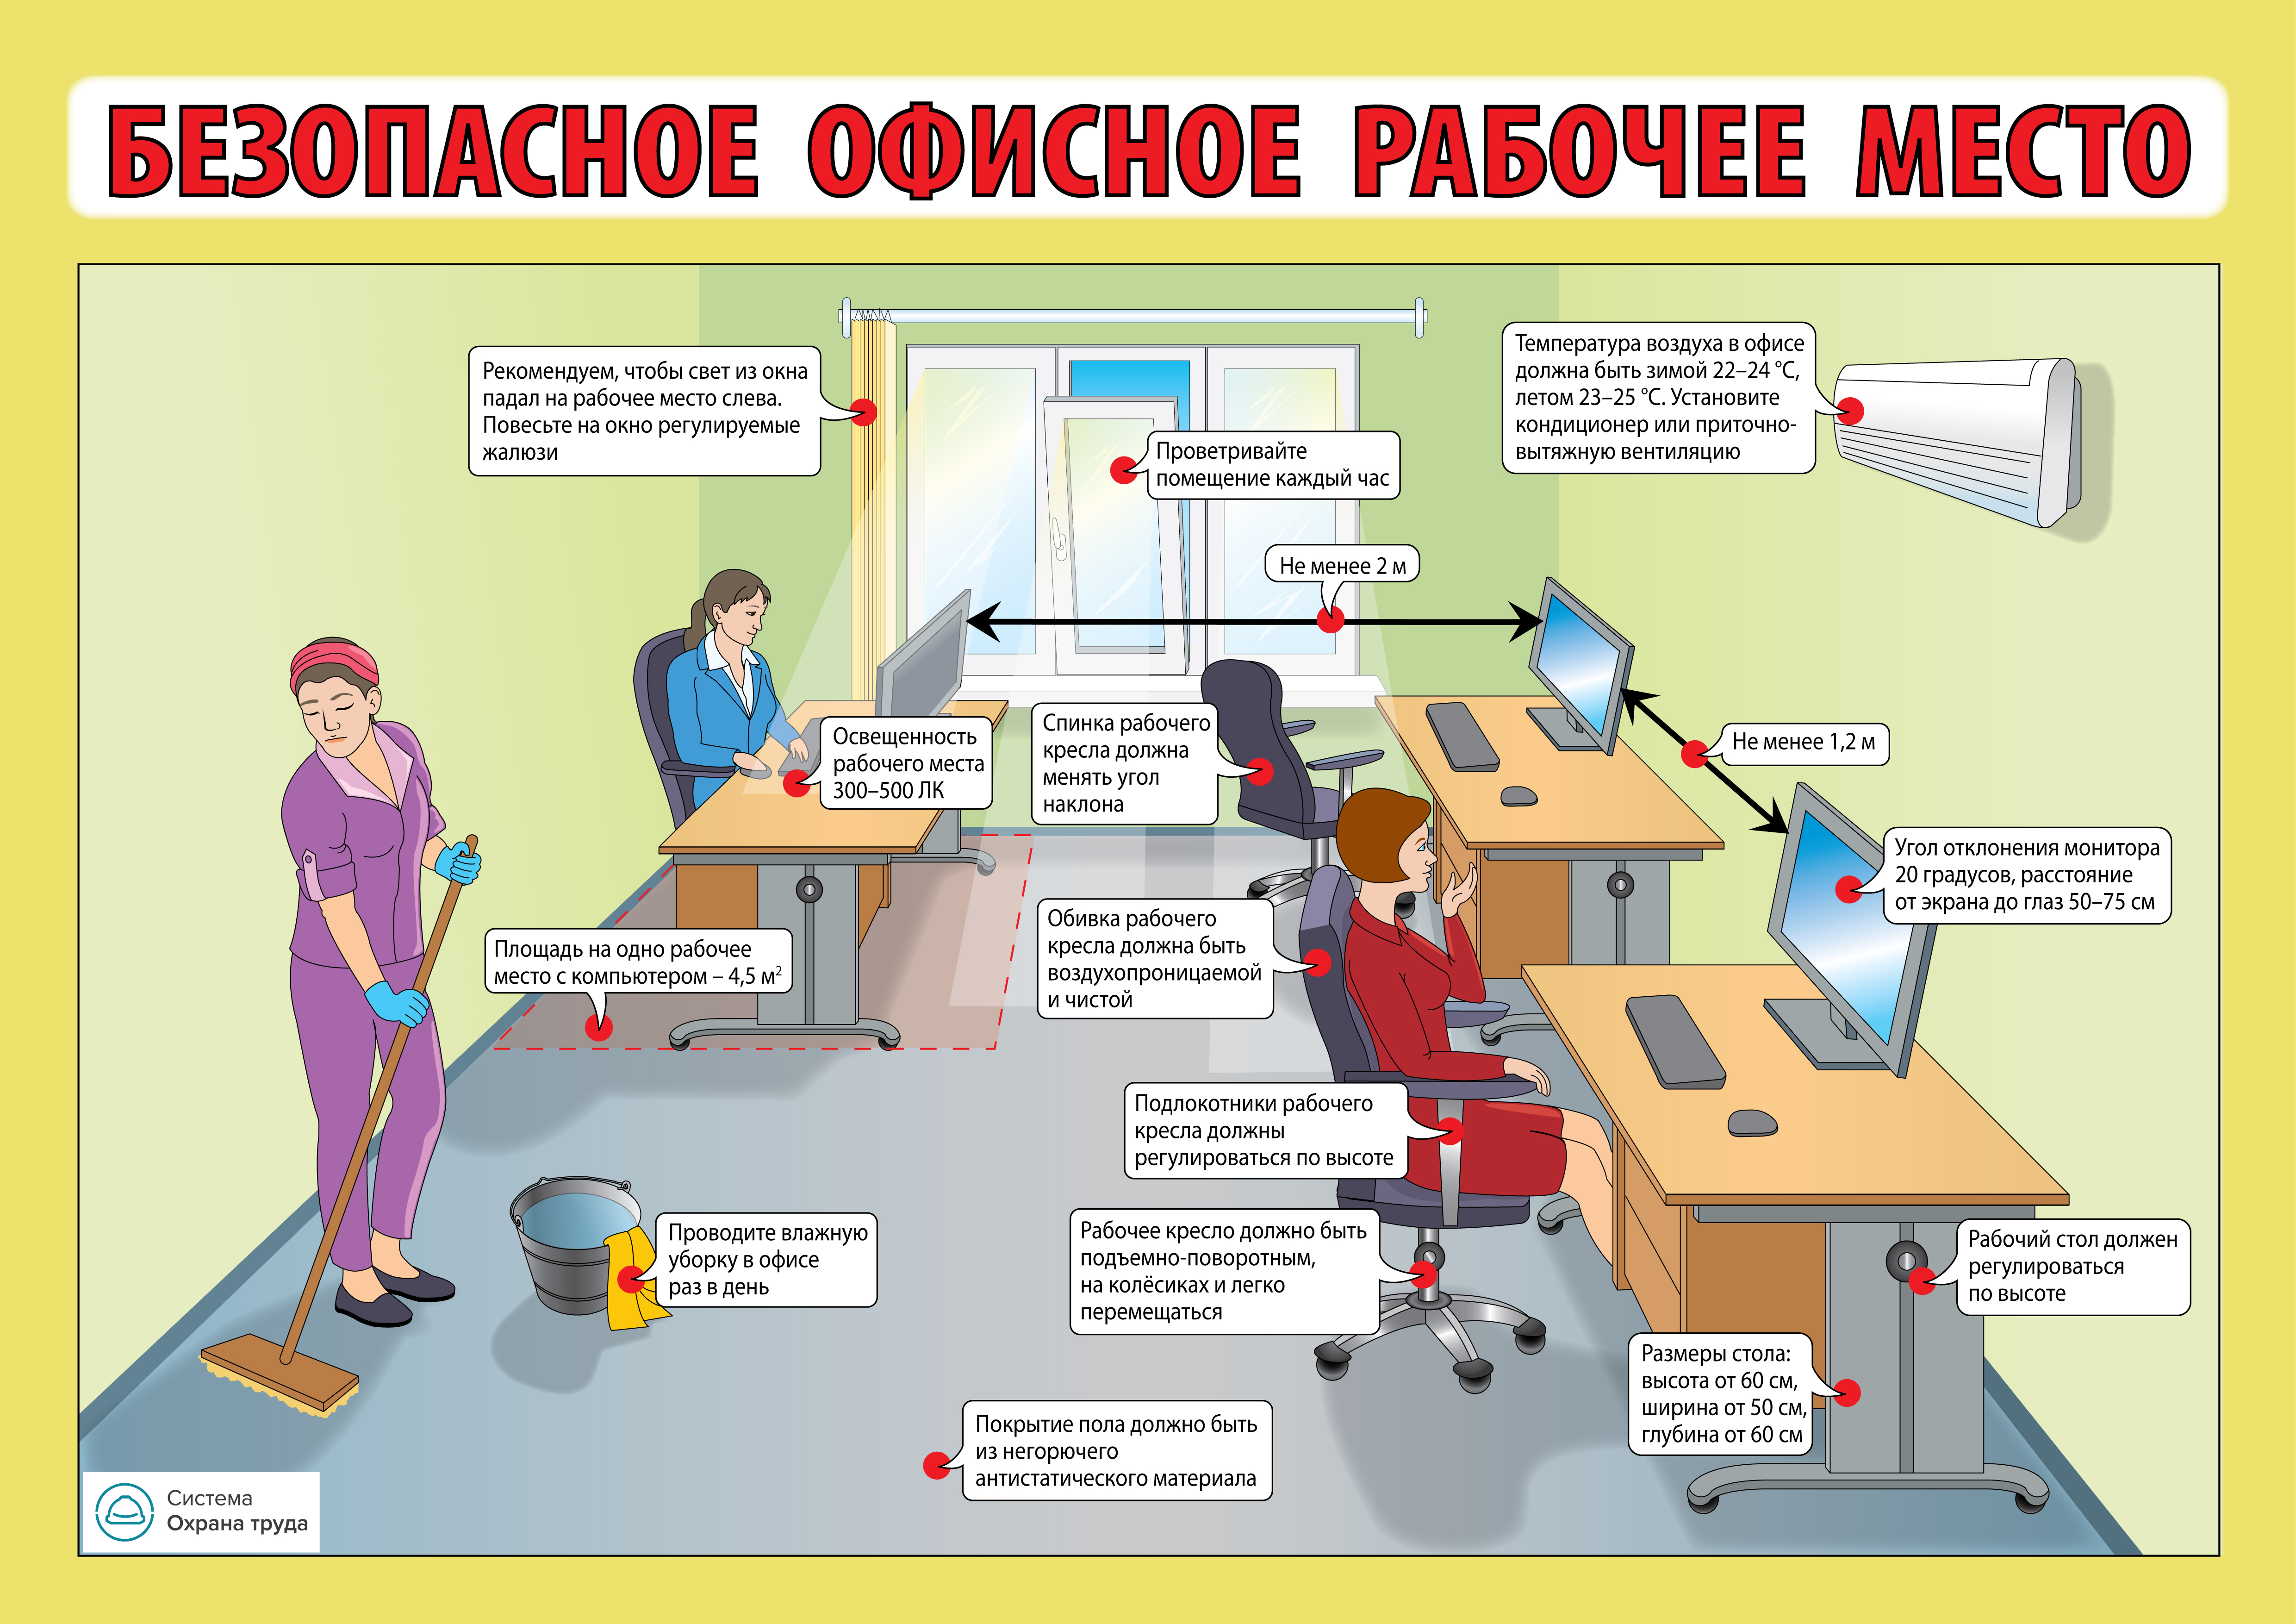 БЕЗОПАСНОЕ ОФИСНОЕ РАБОЧЕЕ МЕСТО
Рекомендуем, чтобы свет из окна
падал на рабочее место слева.
Повесьте на окно регулируемые
жалюзи
Температура воздуха в офисе
должна быть зимой 22–24 °С,
летом 23–25 °С. Установите
кондиционер или приточно-
вытяжную вентиляцию
Проветривайте
помещение каждый час
Не менее 2 м
Освещенность
рабочего места
300–500 ЛК
Спинка рабочего
кресла должна
менять угол
наклона
Не менее 1,2 м
Угол отклонения монитора
20 градусов, расстояние
от экрана до глаз 50–75 см
Площадь на одно рабочее
место с компьютером – 4,5 м²
Обивка рабочего
кресла должна быть
воздухопроницаемой
и чистой
Подлокотники рабочего
кресла должны
регулироваться по высоте
Проводите влажную
уборку в офисе
раз в день
Рабочее кресло должно быть
подъемно-поворотным,
на колёсиках и легко
перемещаться
Рабочий стол должен
регулироваться
по высоте
Размеры стола:
высота от 60 см,
ширина от 50 см,
глубина от 60 см
Покрытие пола должно быть
из негорючего
антистатического материала
Система
Охрана труда